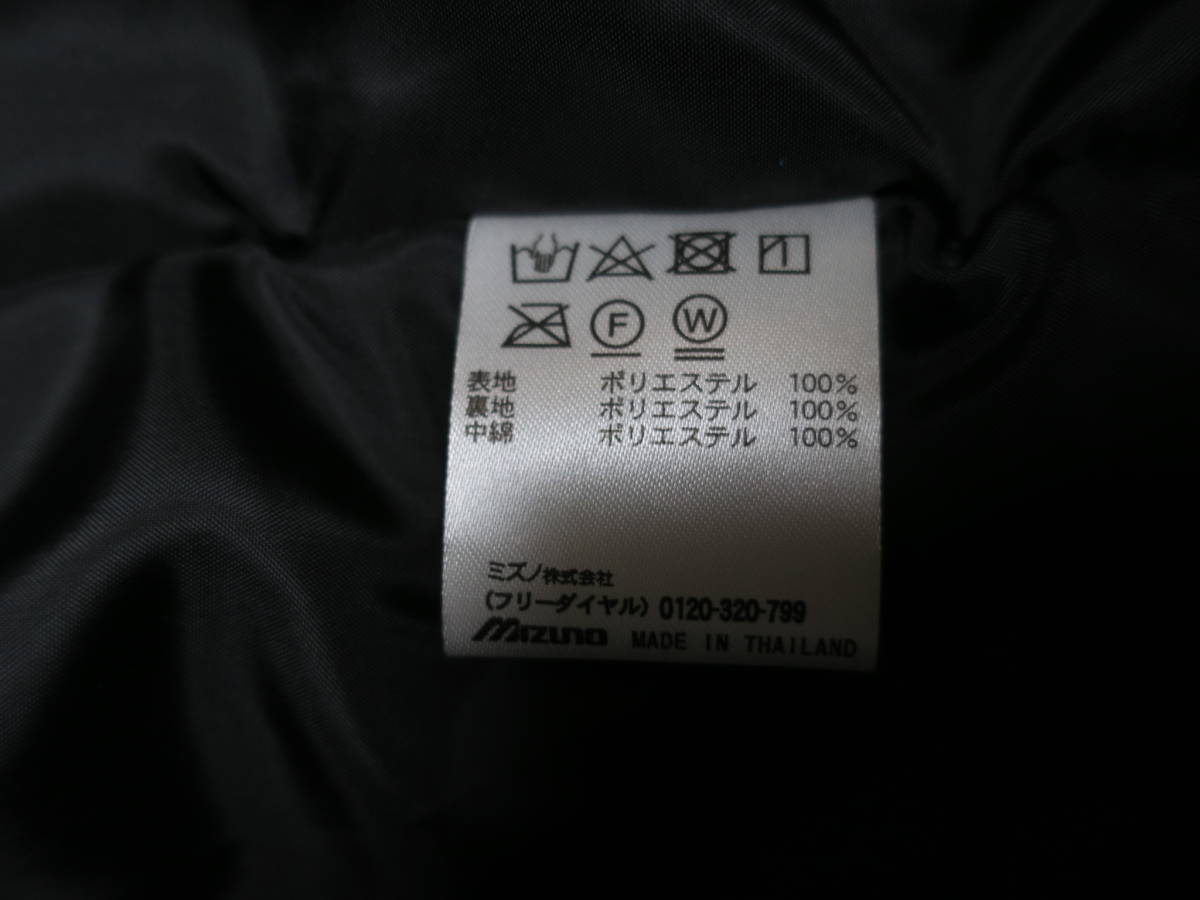 F W
表地 ポリエステル 100%
裏地 ポリエステル 100%
中綿 ポリエステル 100%
ミズノ株式会社
(フリーダイヤル) 0120-320-799
MIZUNO MADE IN THAILAND